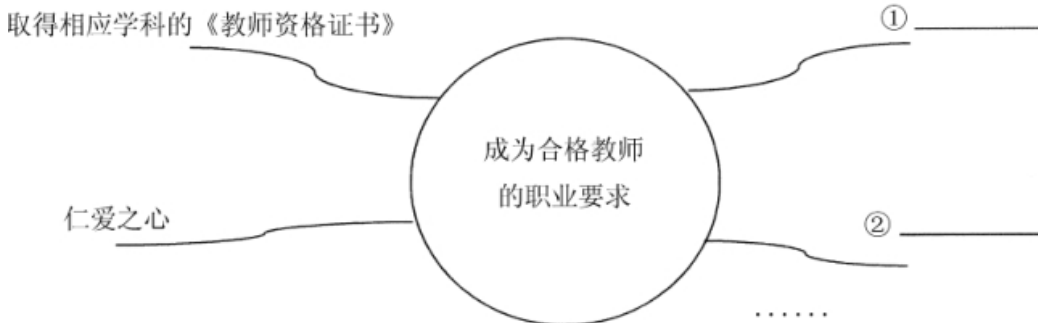 取得相应学科的《教师资格证书》
①
成为合格教师
的职业要求
仁爱之心
②
……